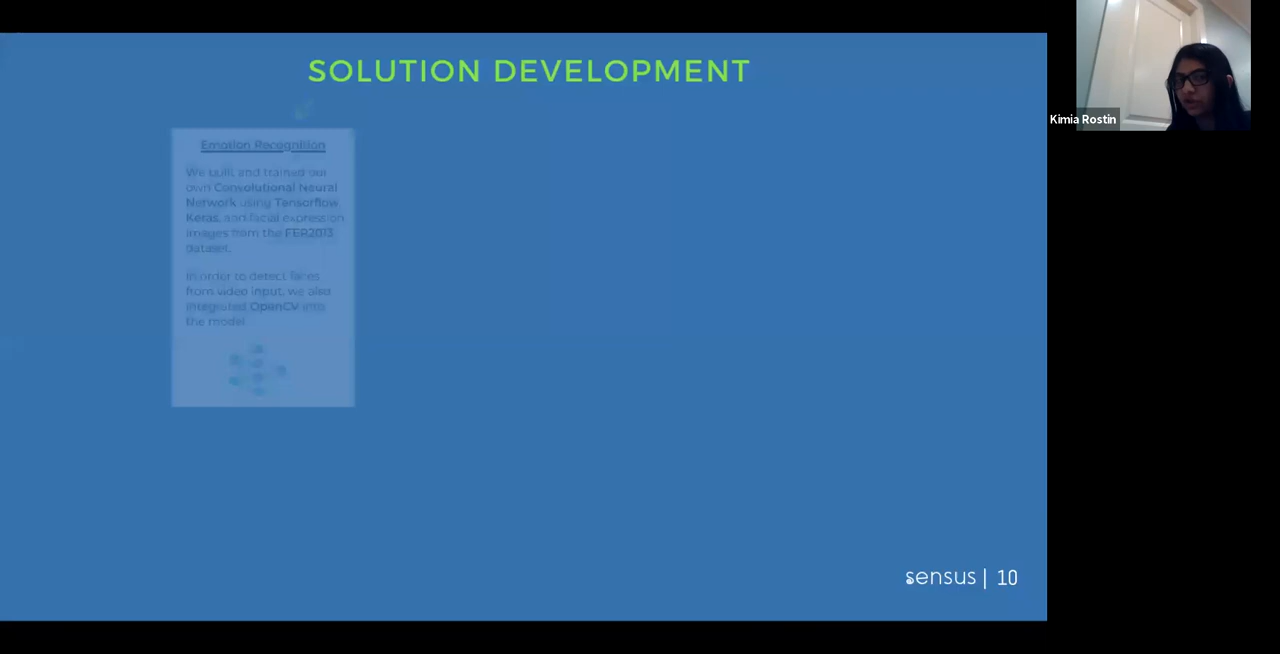 SOLUTION DEVELOPMENT
Emotion Recognition
We built and trained our
own Convolutional Neural
Network using Tensorflow
Keras, and facial expression
images from the FER2013
dataset.
In order to detect faces
from video input, we also
integrated OpenCV into
the model
sensus | 10
Kimia Rostin